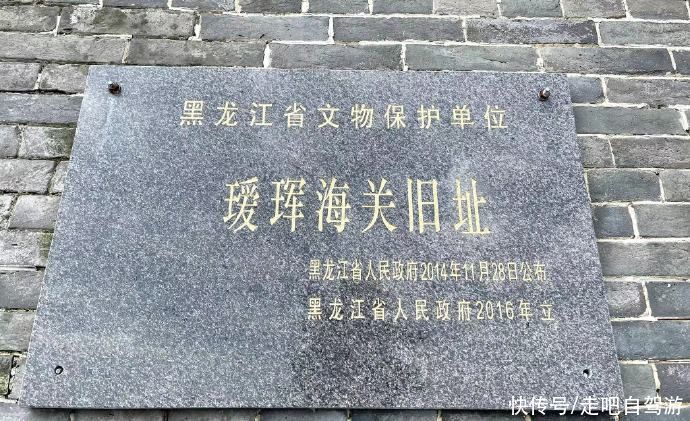 黑龙江省文物保护单位
瑷珲海关旧址
黑龙江省人民政府2014年11月28日公布
黑龙江省人民政府2016年立
快传号/走吧自驾游